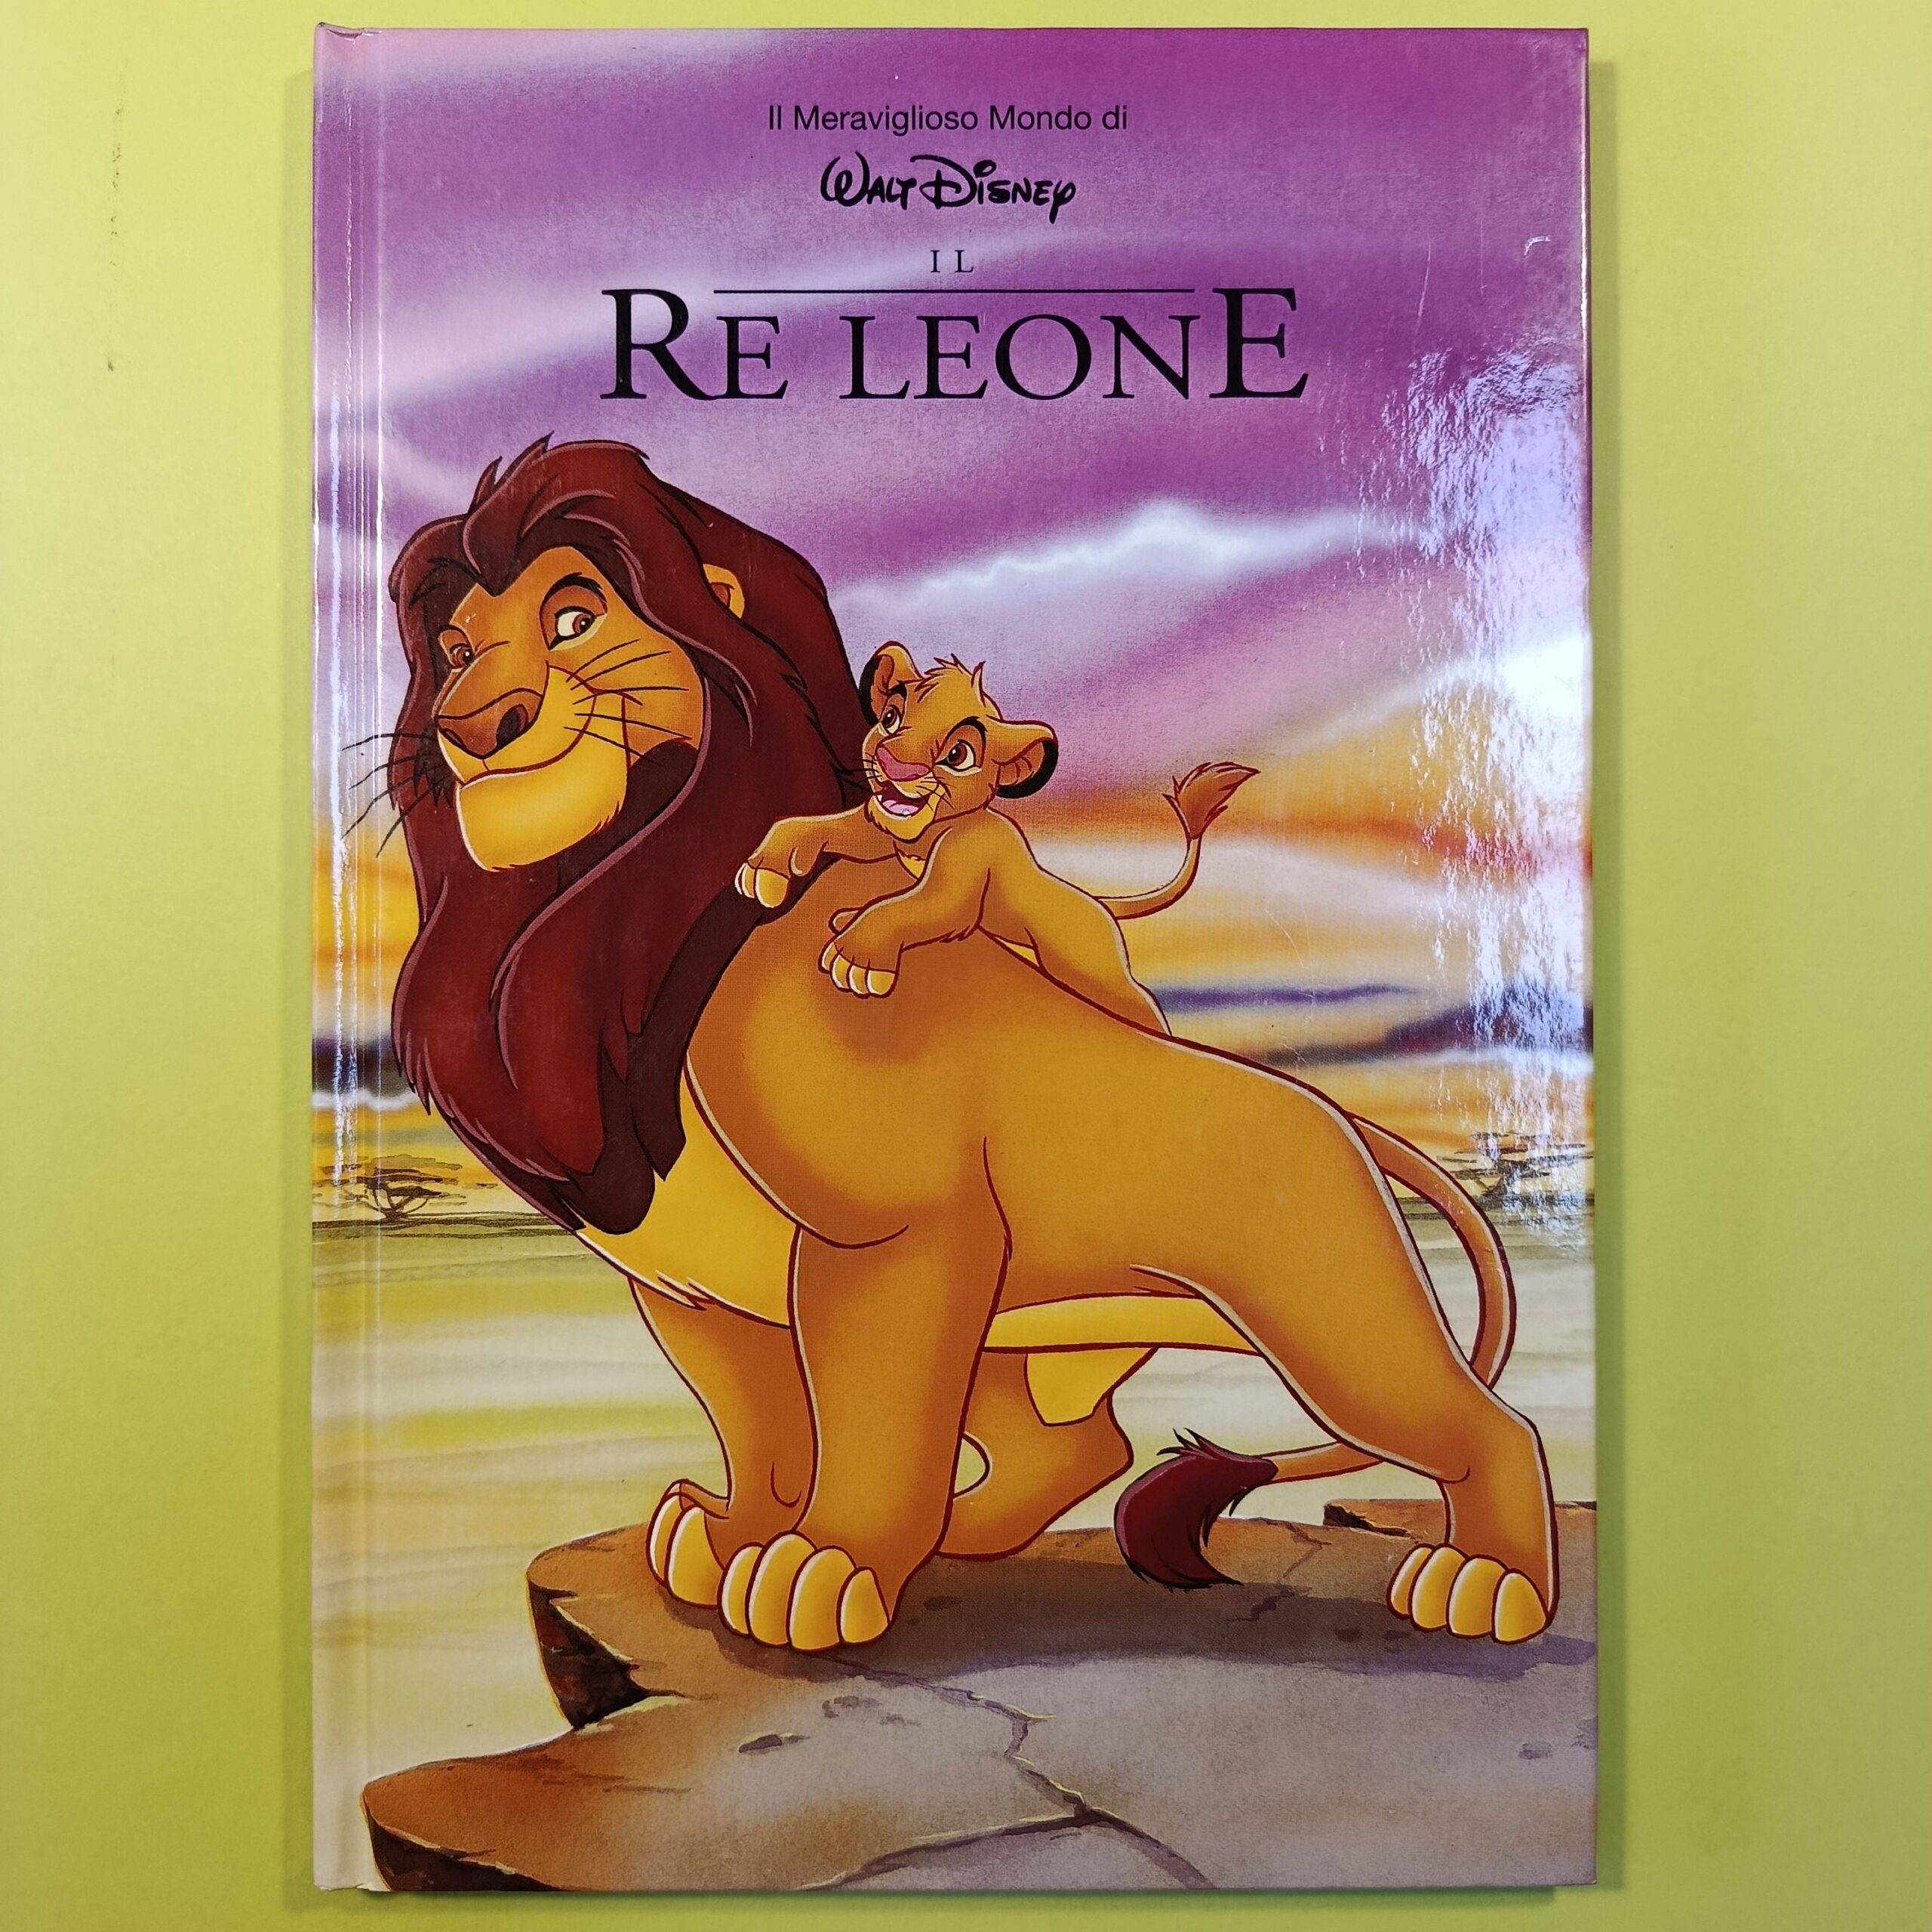 Il Meraviglioso Mondo di
WALT DISNEY
IL
RE LEONE